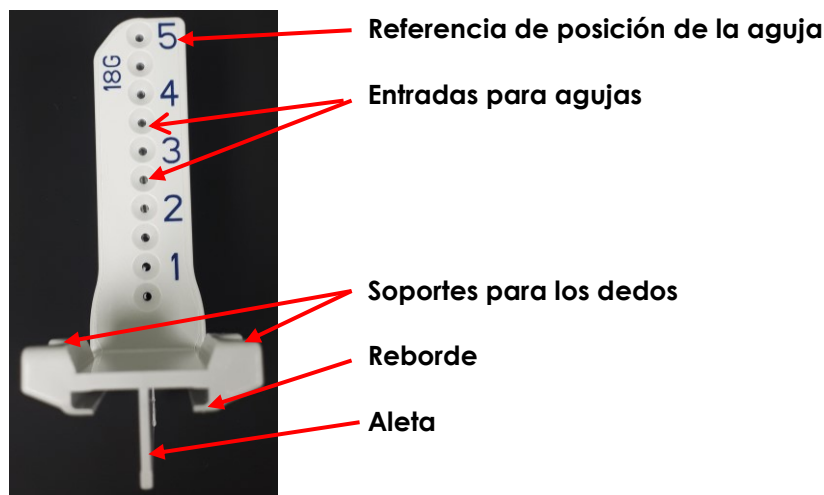 Referencia de posición de la aguja
5
18G
4
Entradas para agujas
3
2
1
Soportes para los dedos
Reborde
Aleta